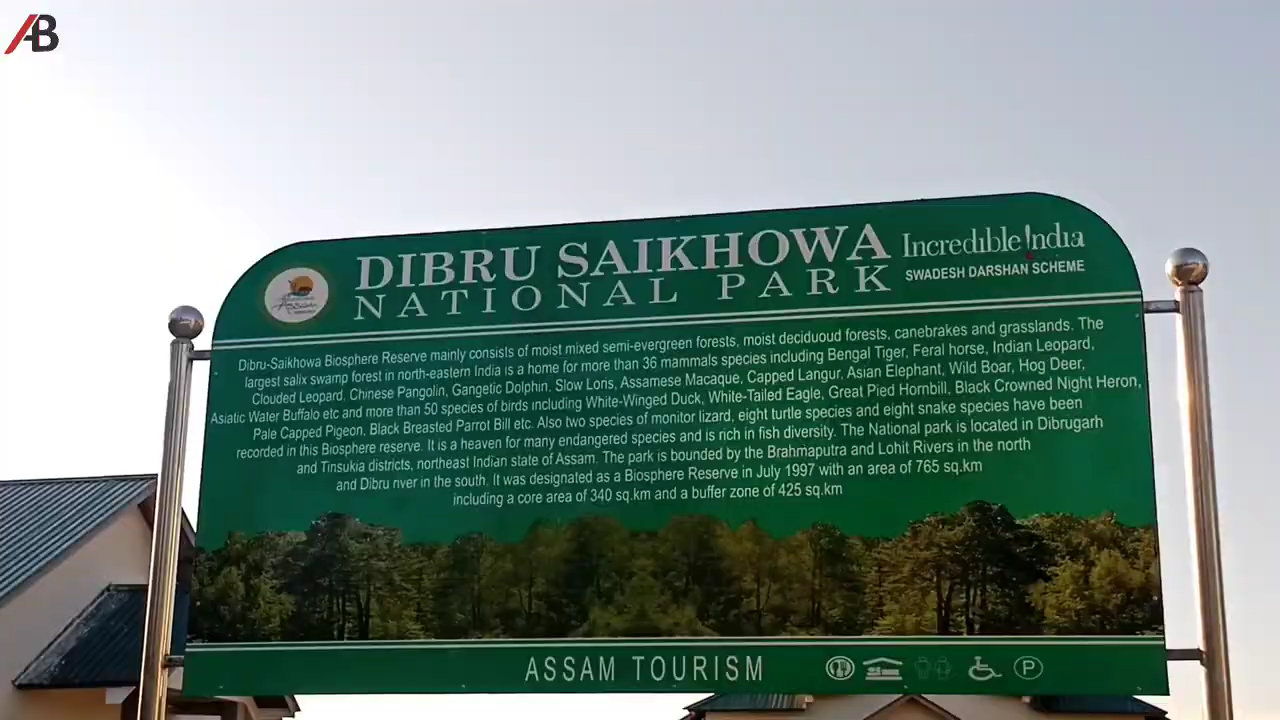 AB
DIBRU SAIKHOWA
NATIONAL PARK
Incredible !ndia
SWADESH DARSHAN SCHEME
Dibru-Saikhowa Biosphere Reserve mainly consists of moist mixed semi-evergreen forests, moist deciduoud forests, canebrakes and grasslands. The
largest salix swamp forest in north-eastern India is a home for more than 36 mammals species including Bengal Tiger, Feral horse, Indian Leopard,
Clouded Leopard, Chinese Pangolin, Gangetic Dolphin, Slow Loris, Assamese Macaque, Capped Langur, Asian Elephant, Wild Boar, Hog Deer,
Asiatic Water Buffalo etc and more than 50 species of birds including White-Winged Duck, White-Tailed Eagle, Great Pied Hornbill, Black Crowned Night Heron,
Pale Capped Pigeon, Black Breasted Parrot Bill etc. Also two species of monitor lizard, eight turtle species and eight snake species have been
recorded in this Biosphere reserve. It is a heaven for many endangered species and is rich in fish diversity. The National park is located in Dibrugarh
and Tinsukia districts, northeast Indian state of Assam. The park is bounded by the Brahmaputra and Lohit Rivers in the north
and Dibru river in the south. It was designated as a Biosphere Reserve in July 1997 with an area of 765 sq.km
including a core area of 340 sq.km and a buffer zone of 425 sq.km
ASSAM TOURISM
P